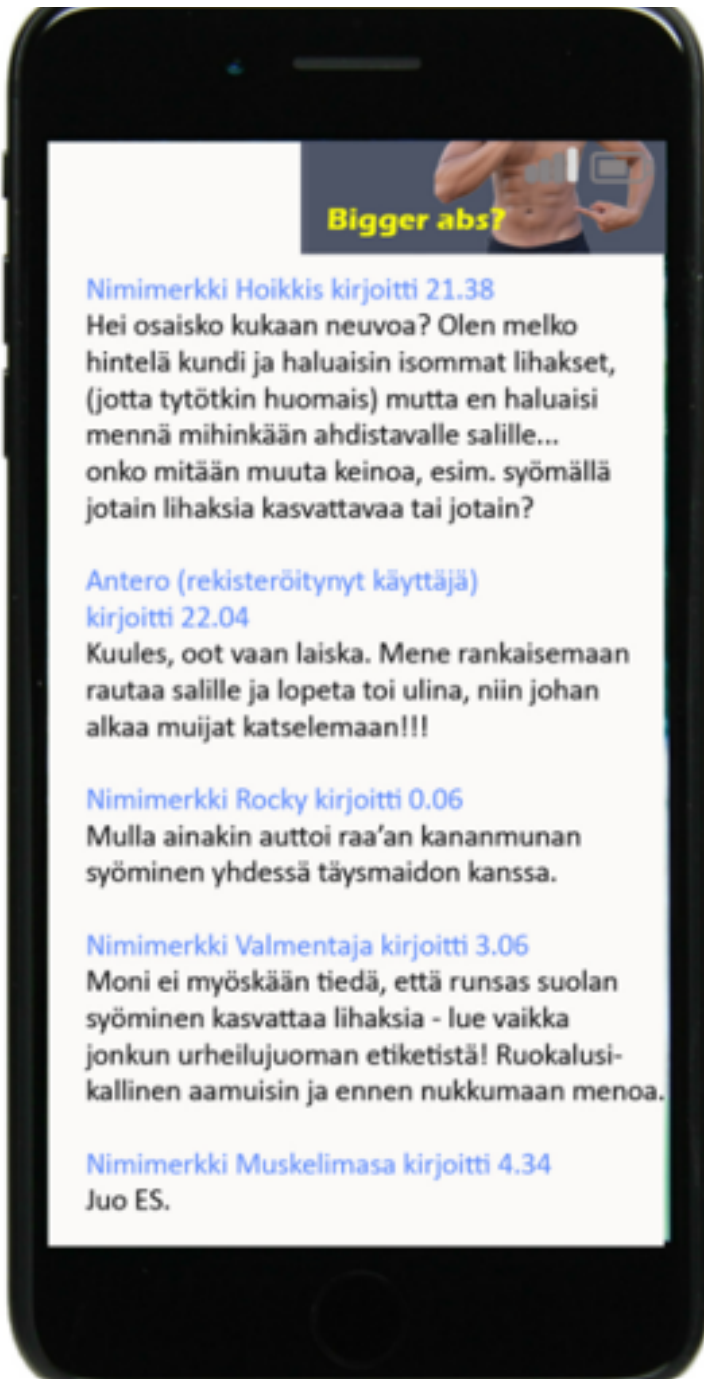 Bigger abs?
Nimimerkki Hoikkis kirjoitti 21.38
Hei osaisko kukaan neuvoa? Olen melko
hintelä kundi ja haluaisin isommat lihakset,
(jotta tytötkin huomais) mutta en haluaisi
mennä mihinkään ahdistavalle salille...
onko mitään muuta keinoa, esim. syömällä
jotain lihaksia kasvattavaa tai jotain?
Antero (rekisteröitynyt käyttäjä)
kirjoitti 22.04
Kuules, oot vaan laiska. Mene rankaisemaan
rautaa salille ja lopeta toi ulina, niin johan
alkaa muijat katselemaan!!!
Nimimerkki Rocky kirjoitti 0.06
Mulla ainakin auttoi raa'an kananmunan
syöminen yhdessä täysmaidon kanssa.
Nimimerkki Valmentaja kirjoitti 3.06
Moni ei myöskään tiedä, että runsas suolan
syöminen kasvattaa lihaksia - lue vaikka
jonkun urheilujuoman etiketistä! Ruokalusi-
kallinen aamuisin ja ennen nukkumaan menoa.
Nimimerkki Muskelimasa kirjoitti 4.34
Juo ES.